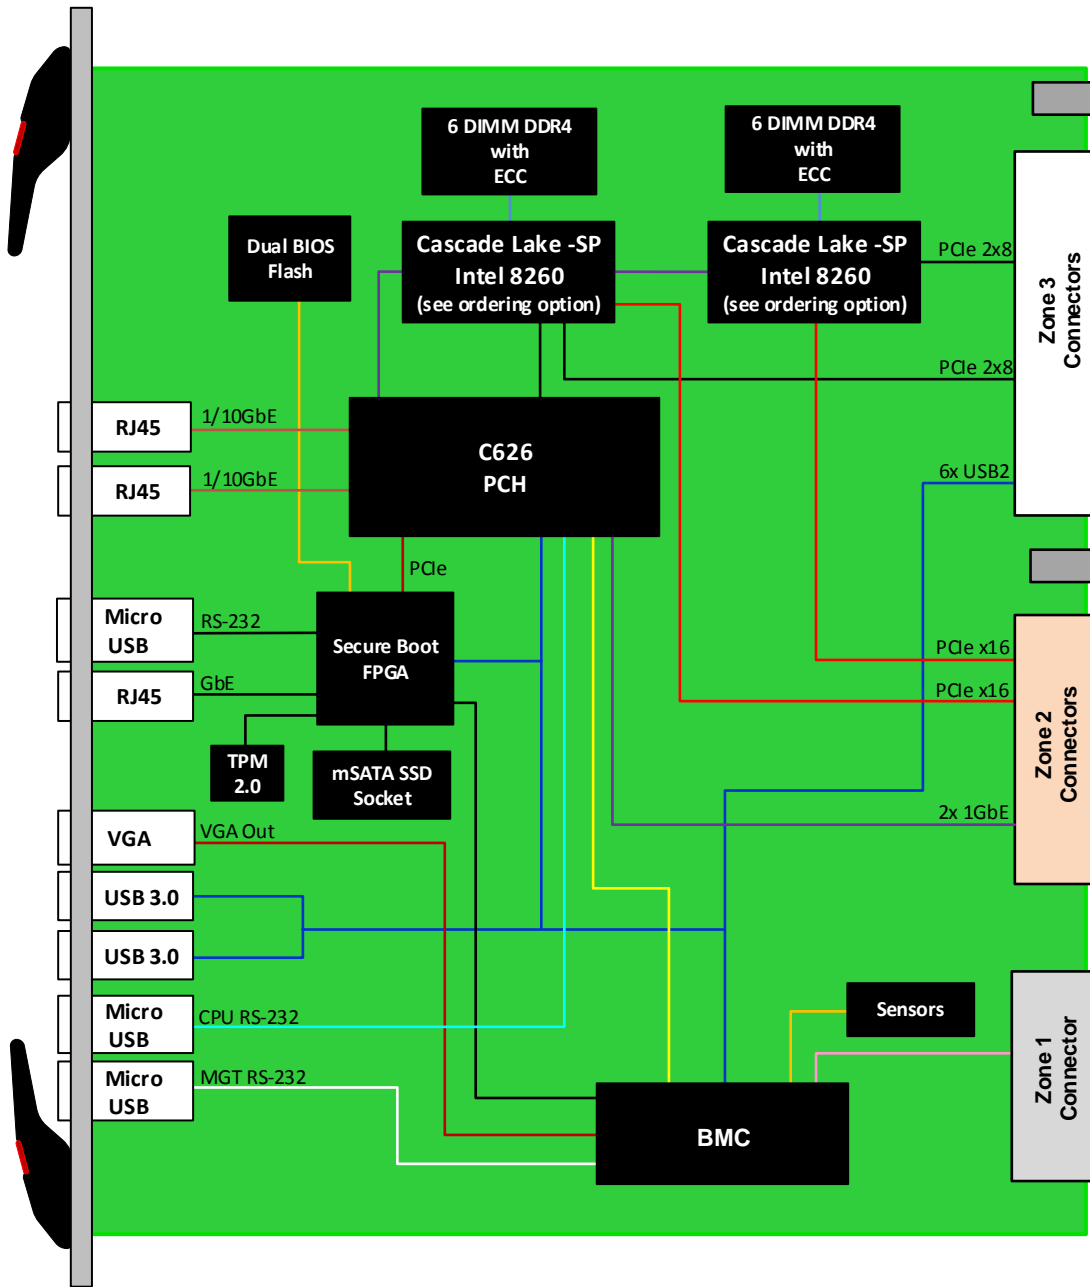 6 DIMM DDR4
with
ECC
6 DIMM DDR4
with
ECC
Dual BIOS
Flash
Cascade Lake -SP
Intel 8260
(see ordering option)
Cascade Lake -SP
Intel 8260
(see ordering option)
PCIe 2x8
Zone 3
Connectors
PCIe 2x8
RJ45
1/10GbE
C626
PCH
RJ45
1/10GbE
6x USB2
PCIe
Micro
USB
RS-232
Secure Boot
FPGA
PCIe x16
RJ45
GbE
PCIe x16
Zone 2
Connectors
TPM
2.0
mSATA SSD
Socket
VGA
VGA Out
2x 1GbE
USB 3.0
USB 3.0
Micro
USB
CPU RS-232
Sensors
Micro
USB
MGT RS-232
Zone 1
Connector
BMC